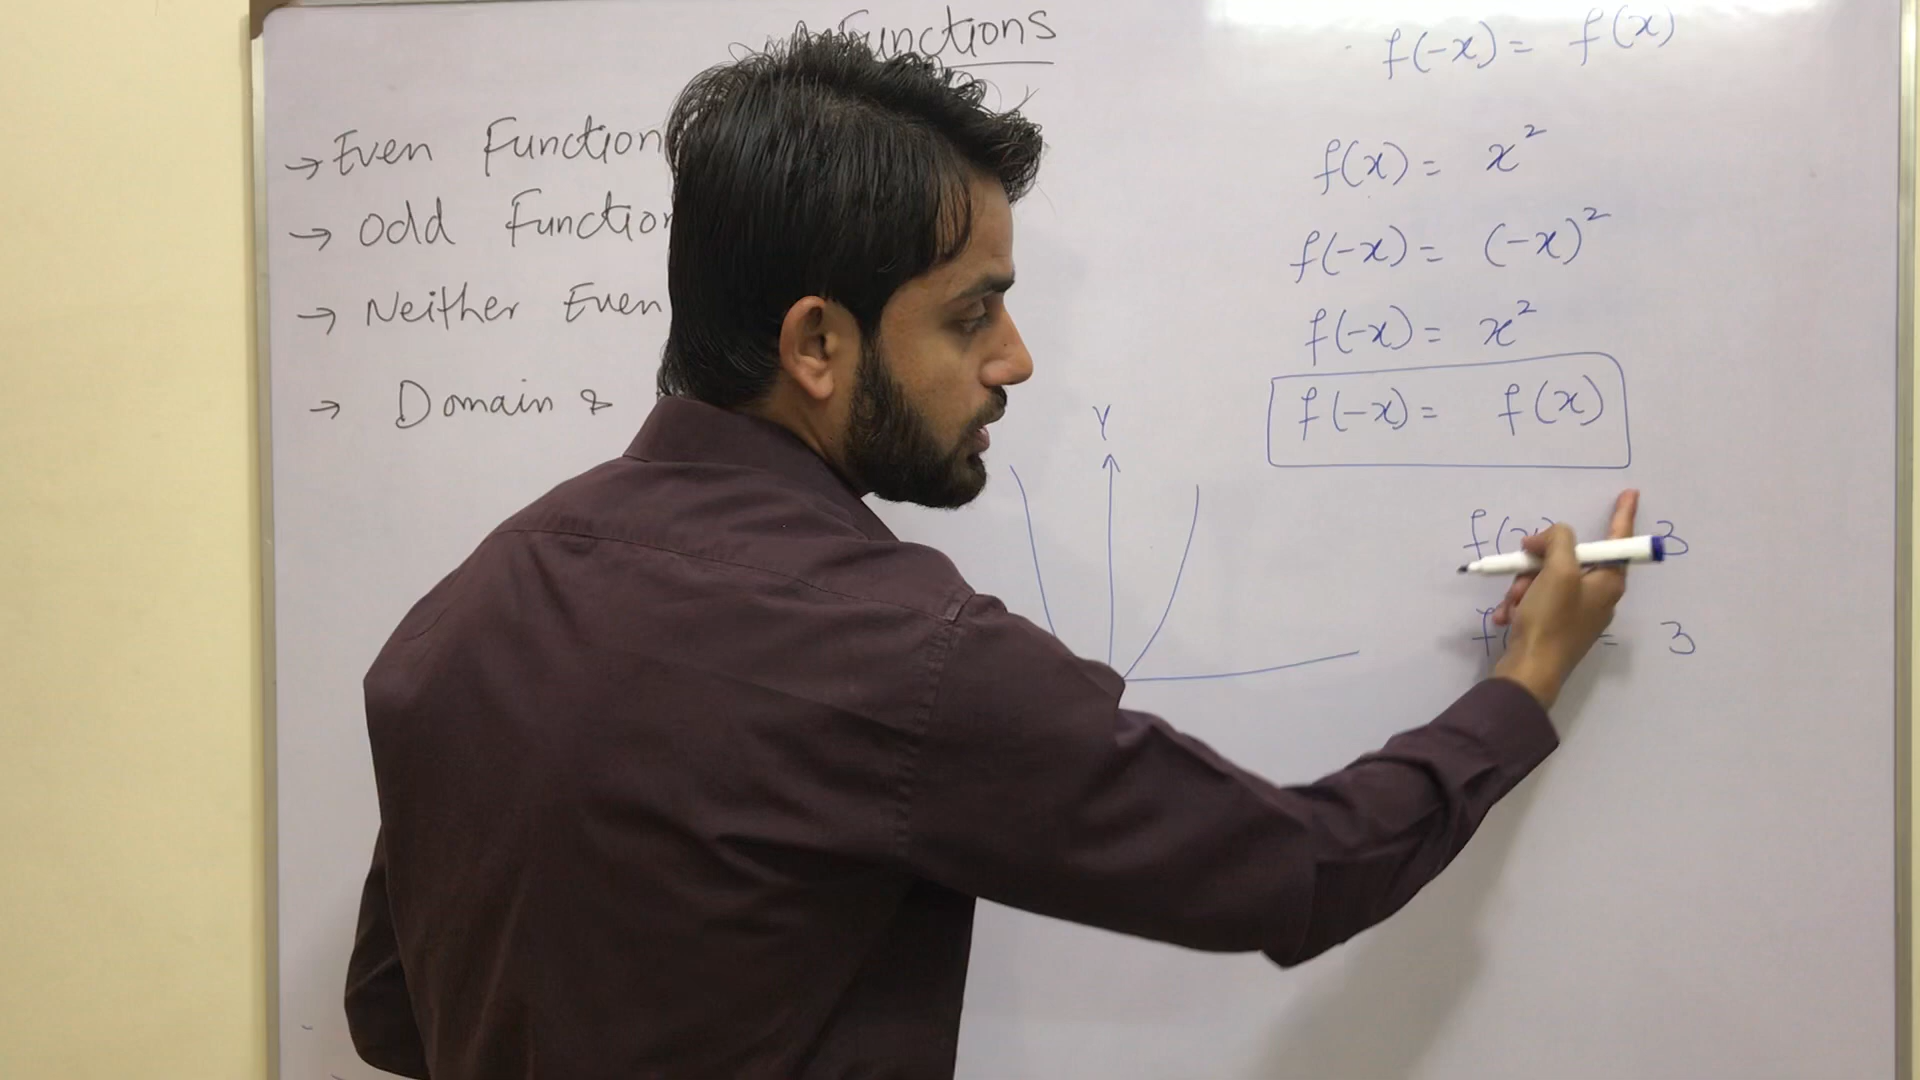 Functions
→ Even Function
→ Odd Function
→ Neither Even
→ Domain &
Y
f(-x) = f(x)
f(x) = x²
f(-x) = (-x)²
f(-x) = x²
f(-x) = f(x)
f(x) 3
f( = 3